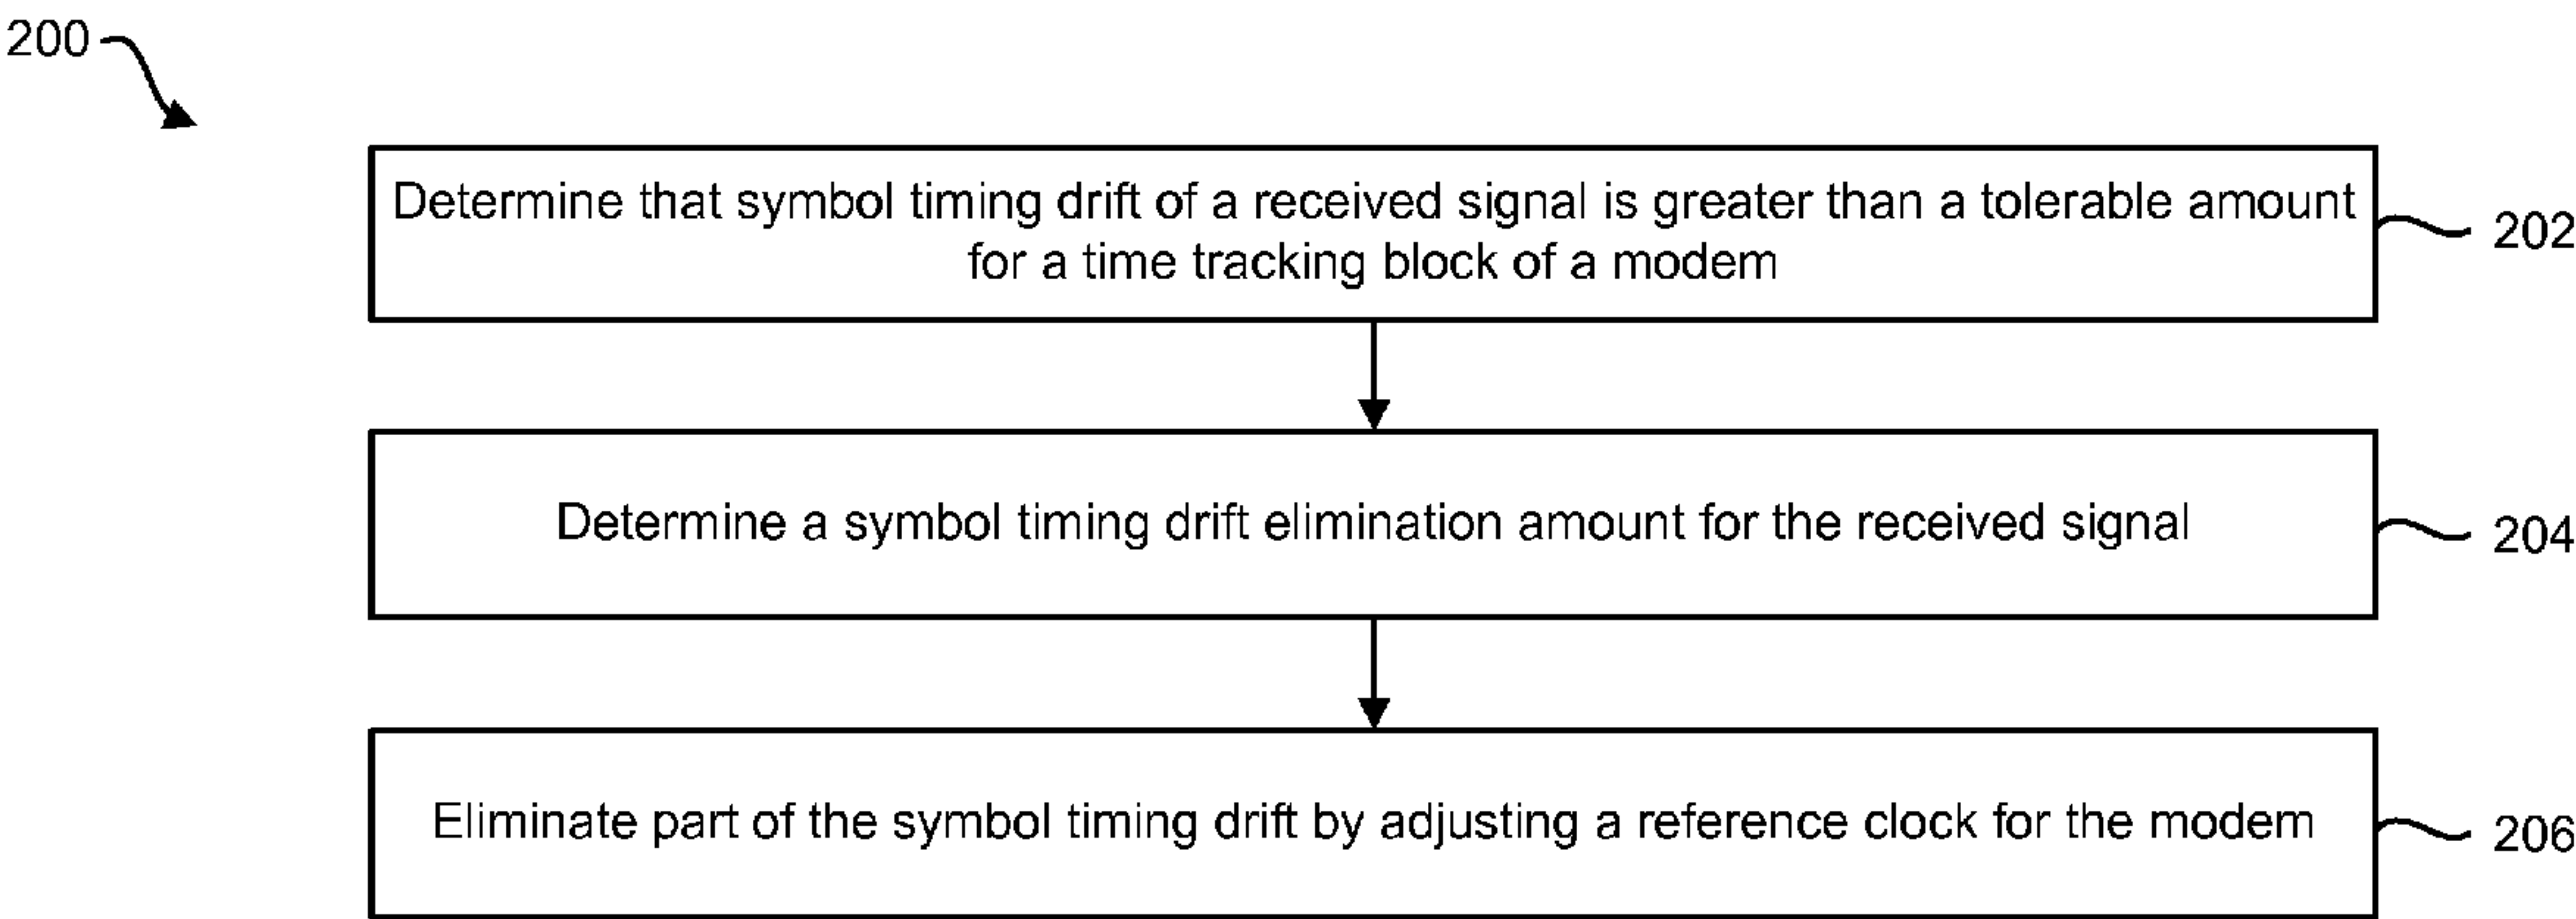 200
Determine that symbol timing drift of a received signal is greater than a tolerable amount
for a time tracking block of a modem
202
Determine a symbol timing drift elimination amount for the received signal
204
Eliminate part of the symbol timing drift by adjusting a reference clock for the modem
206